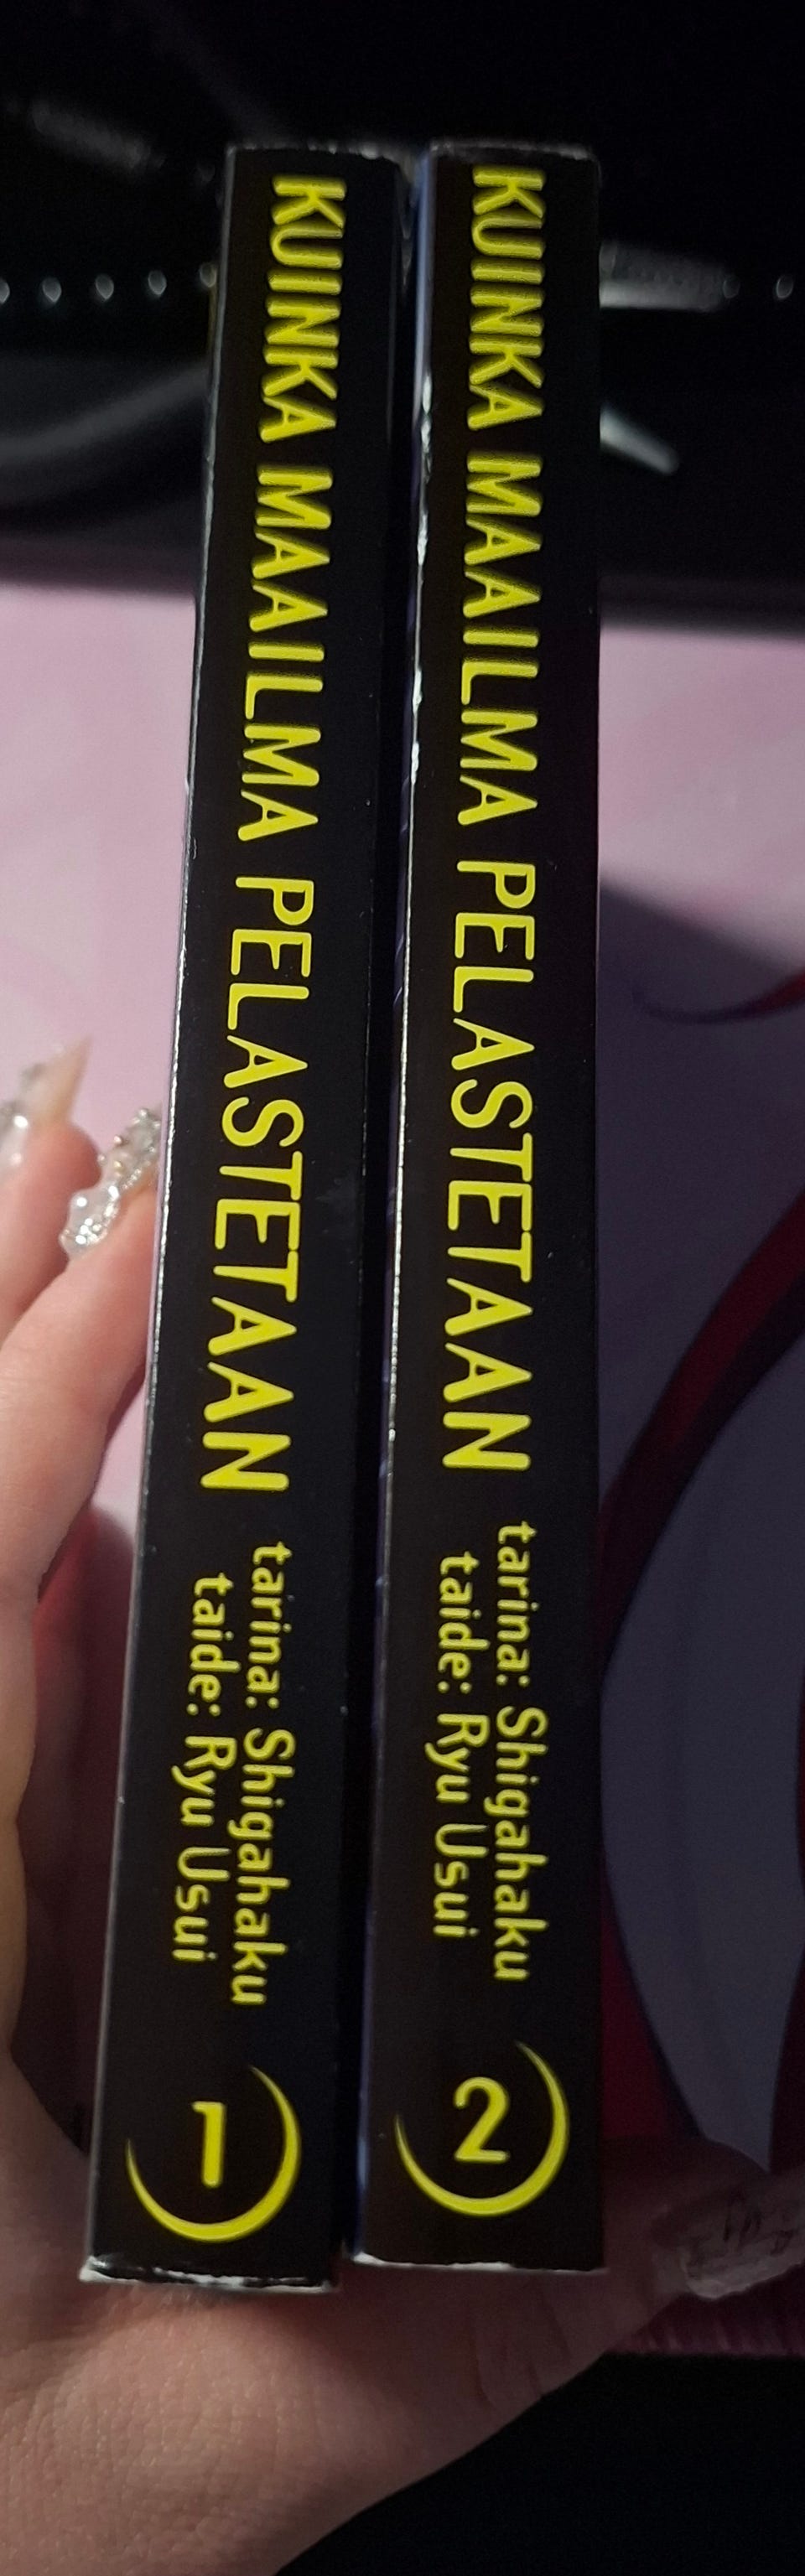 KUINKA MAAILMA PELASTETAAN
tarina: Shigahaku
taide: Ryu Usui
1
KUINKA MAAILMA PELASTETAAN
tarina: Shigahaku
taide: Ryu Usui
2